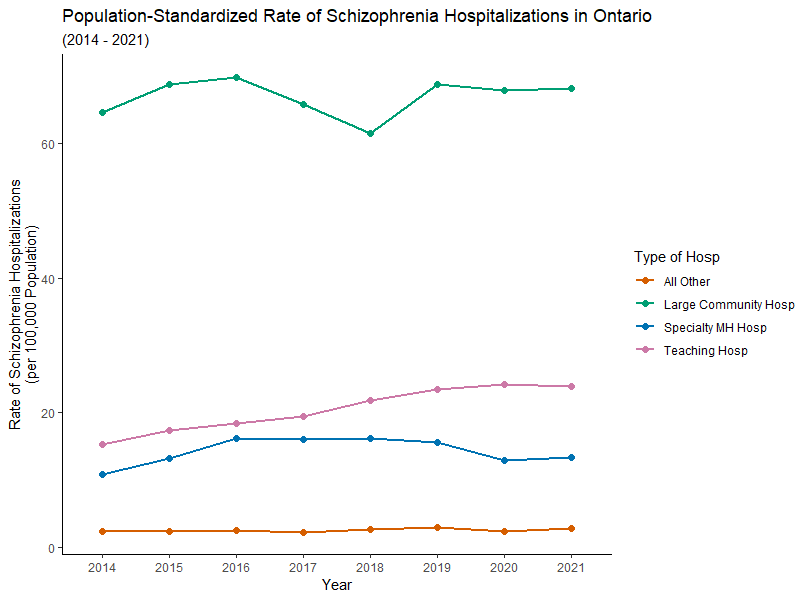 Population-Standardized Rate of Schizophrenia Hospitalizations in Ontario
(2014 - 2021)
Rate of Schizophrenia Hospitalizations
(per 100,000 Population)
60
40
20
0
2014 2015 2016 2017 2018 2019 2020 2021
Year
Type of Hosp
All Other
Large Community Hosp
Specialty MH Hosp
Teaching Hosp